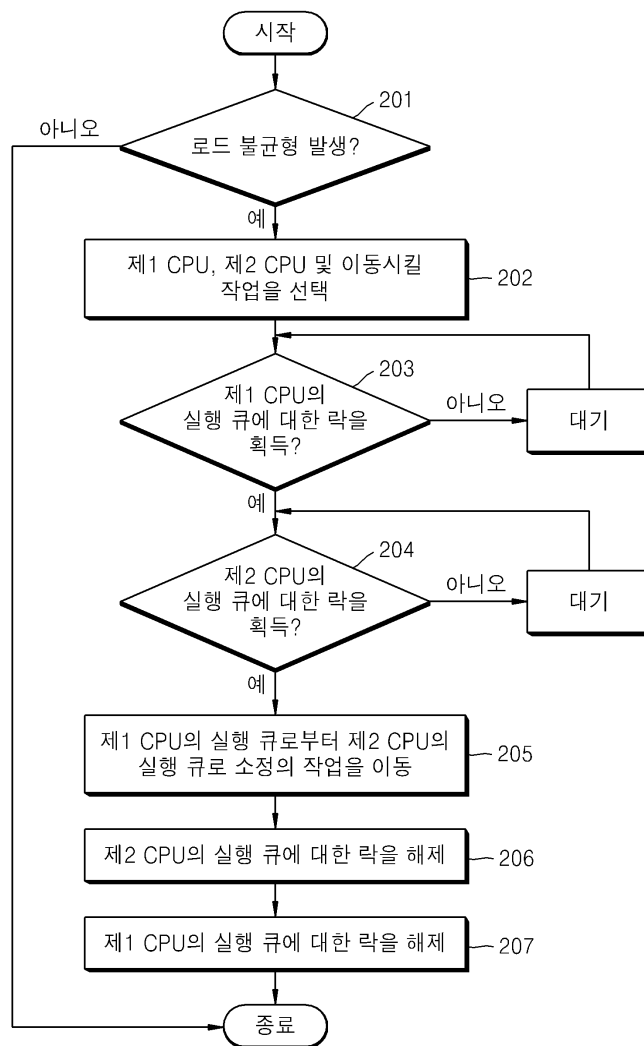 시작
201
아니오
로드 불균형 발생?
예
제1 CPU, 제2 CPU 및 이동시킬
작업을 선택
202
203
제1 CPU의
실행 큐에 대한 락을
획득?
아니오
대기
예
204
제2 CPU의
실행 큐에 대한 락을
획득?
아니오
대기
예
제1 CPU의 실행 큐로부터 제2 CPU의
실행 큐로 소정의 작업을 이동
205
제2 CPU의 실행 큐에 대한 락을 해제
206
제1 CPU의 실행 큐에 대한 락을 해제
207
종료